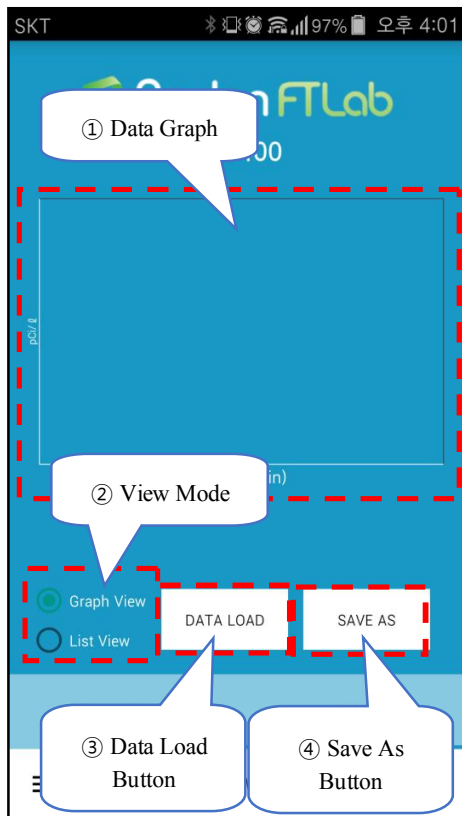 SKT 97% 오후 4:01
FTLab
① Data Graph
00
pCi/ℓ
in)
② View Mode
Graph View
List View
DATA LOAD
SAVE AS
③ Data Load
Button
④ Save As
Button